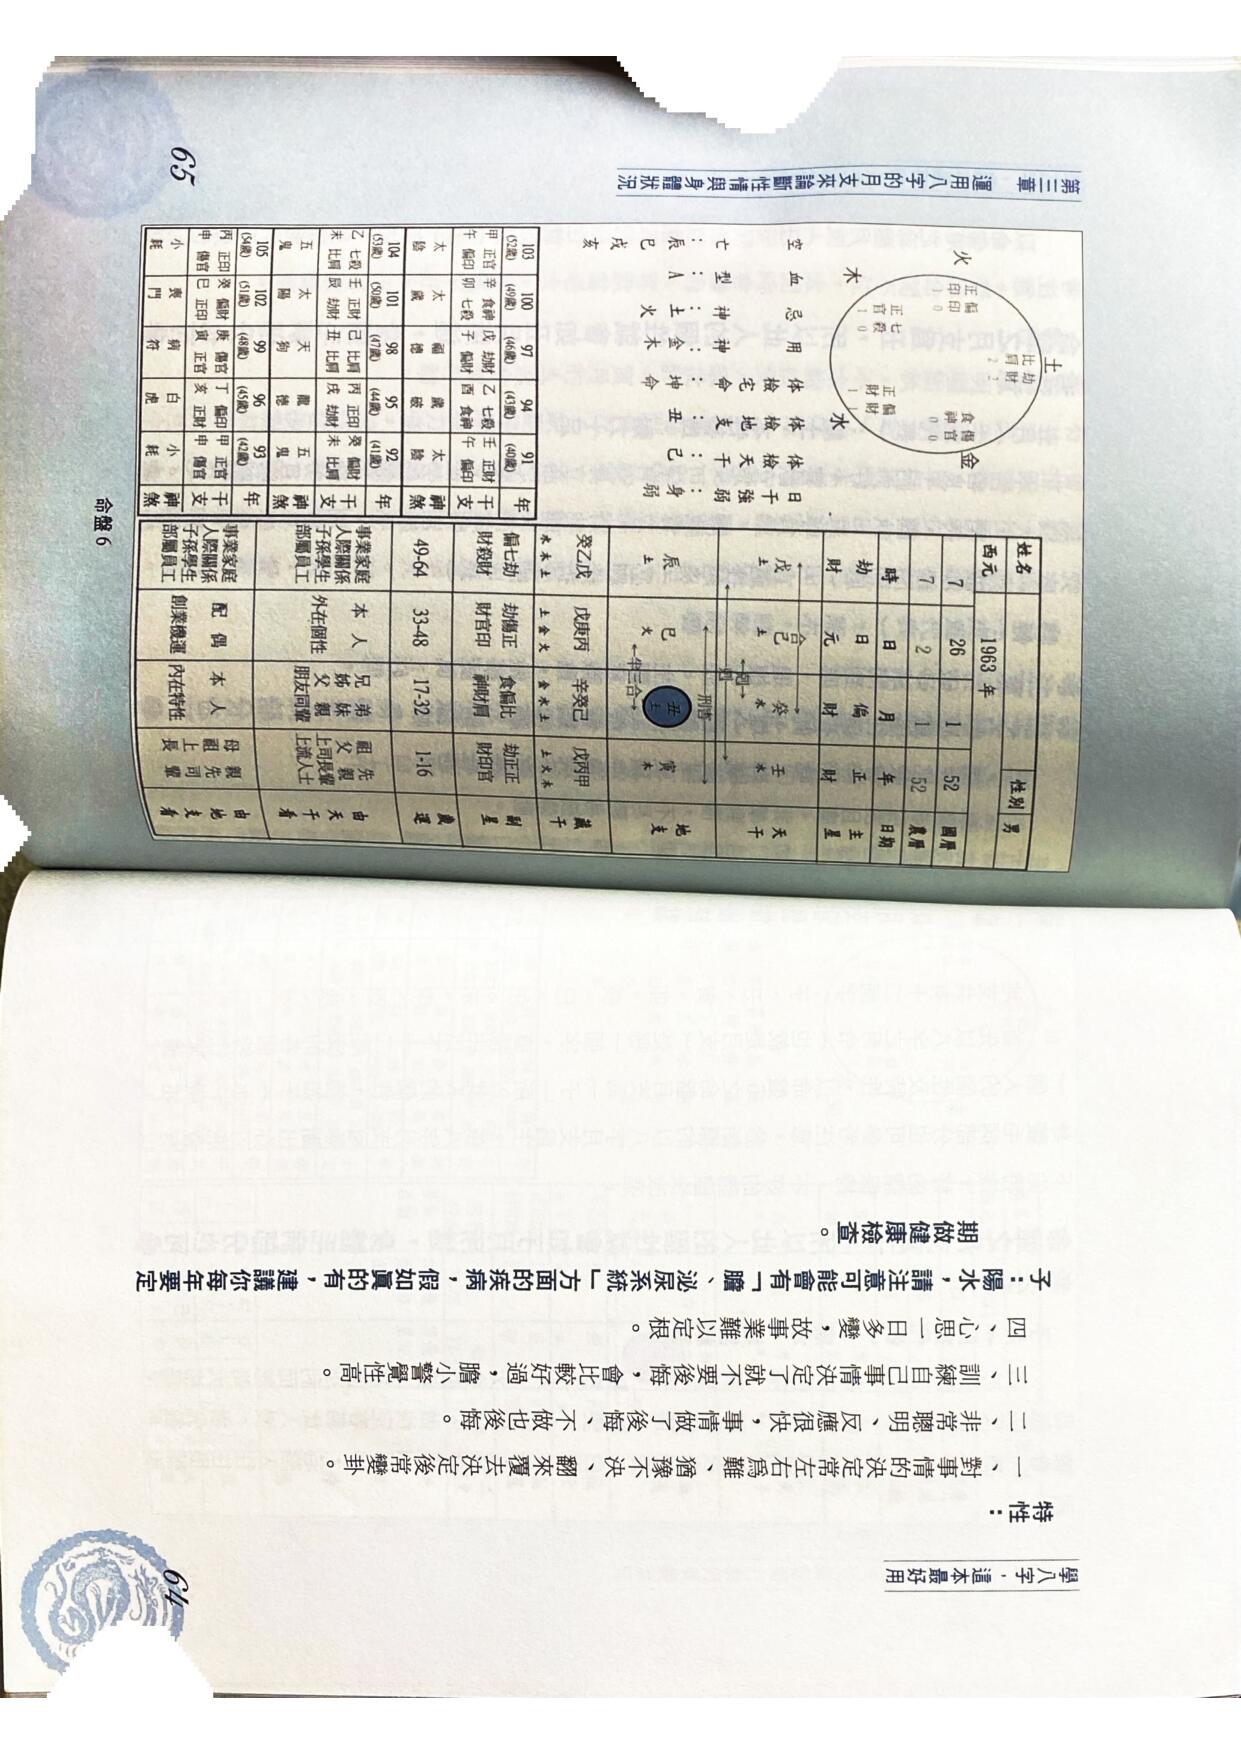 學八字，這本最好用
特性：
一、對事情的決定常左右爲難、猶豫不決、翻來覆去決定後常變卦。
二、非常聰明、反應很快，事情做了後悔、不做也後悔。
三、訓練自己事情決定了就不要後悔，會比較好過，膽小警覺性高。
四、心思一日多變，故事業難以定根。
子：陽水，請注意可能會有「膽、泌尿系統」方面的疾病，假如眞的有，建議你每年要定
期做健康檢查。
64
姓名 性別 男
西元 1963 年
7 26 1 52 國曆
7 2 1 52 農曆
時 日 月 年 日期
劫財 日元 偏財 正財 主星
合
戊土 己土 癸水 壬水 天干
剋
剋
刑害
辰土 巳火 丑土 寅木 地支
半三合
癸乙戊 戊庚丙 辛癸己 戊丙甲 藏干
水木土 土金火 金水土 土火木
偏七劫 劫傷正 食偏比 劫正正 副星
財殺財 財官印 神財肩 財印官
49-64 33-48 17-32 1-16 歲運
事業家庭 本人 兄弟 祖先 由天干看
人際關係 姊妹 父親
子孫學生 外在個性 父親 上司長輩
部屬員工 朋友同輩 上流人士
事業家庭 配偶 本人 母親 由地支看
人際關係 祖先
子孫學生 創業機運 內在特性 上司
部屬員工 長輩
土
劫財2
比肩2
金
傷官0
食神0
水
偏財1
正財1
木
七殺0
正官1
火
偏印0
正印1
日干強弱：身弱
体檢天干：己
体檢地支：丑
体檢宅命：坤命
用神：金木
忌神：土火
血型：A
空亡：辰巳戌亥
103 100 97 94 91 年
(52歲) (49歲) (46歲) (43歲) (40歲)
甲 正官 辛 食神 戊 劫財 乙 七殺 壬 正財 干
午 偏印 卯 七殺 子 偏財 酉 食神 午 偏印 支
太陰 太歲 福德 歲破 太陰 神煞
104 101 98 95 92 年
(53歲) (50歲) (47歲) (44歲) (41歲)
乙 七殺 壬 正財 己 比肩 丙 正印 癸 偏財 干
未 比肩 辰 劫財 丑 比肩 戌 劫財 未 比肩 支
五鬼 太陽 天狗 龍德 五鬼 神煞
105 102 99 96 93 年
(54歲) (51歲) (48歲) (45歲) (42歲)
丙 正印 癸 偏財 庚 傷官 丁 偏印 甲 正官 干
申 傷官 巳 正印 寅 正官 亥 正財 申 傷官 支
小耗 喪門 病符 白虎 小耗 神煞
命盤 6
第三章 運用八字的月支來論斷性情與身體狀況
65